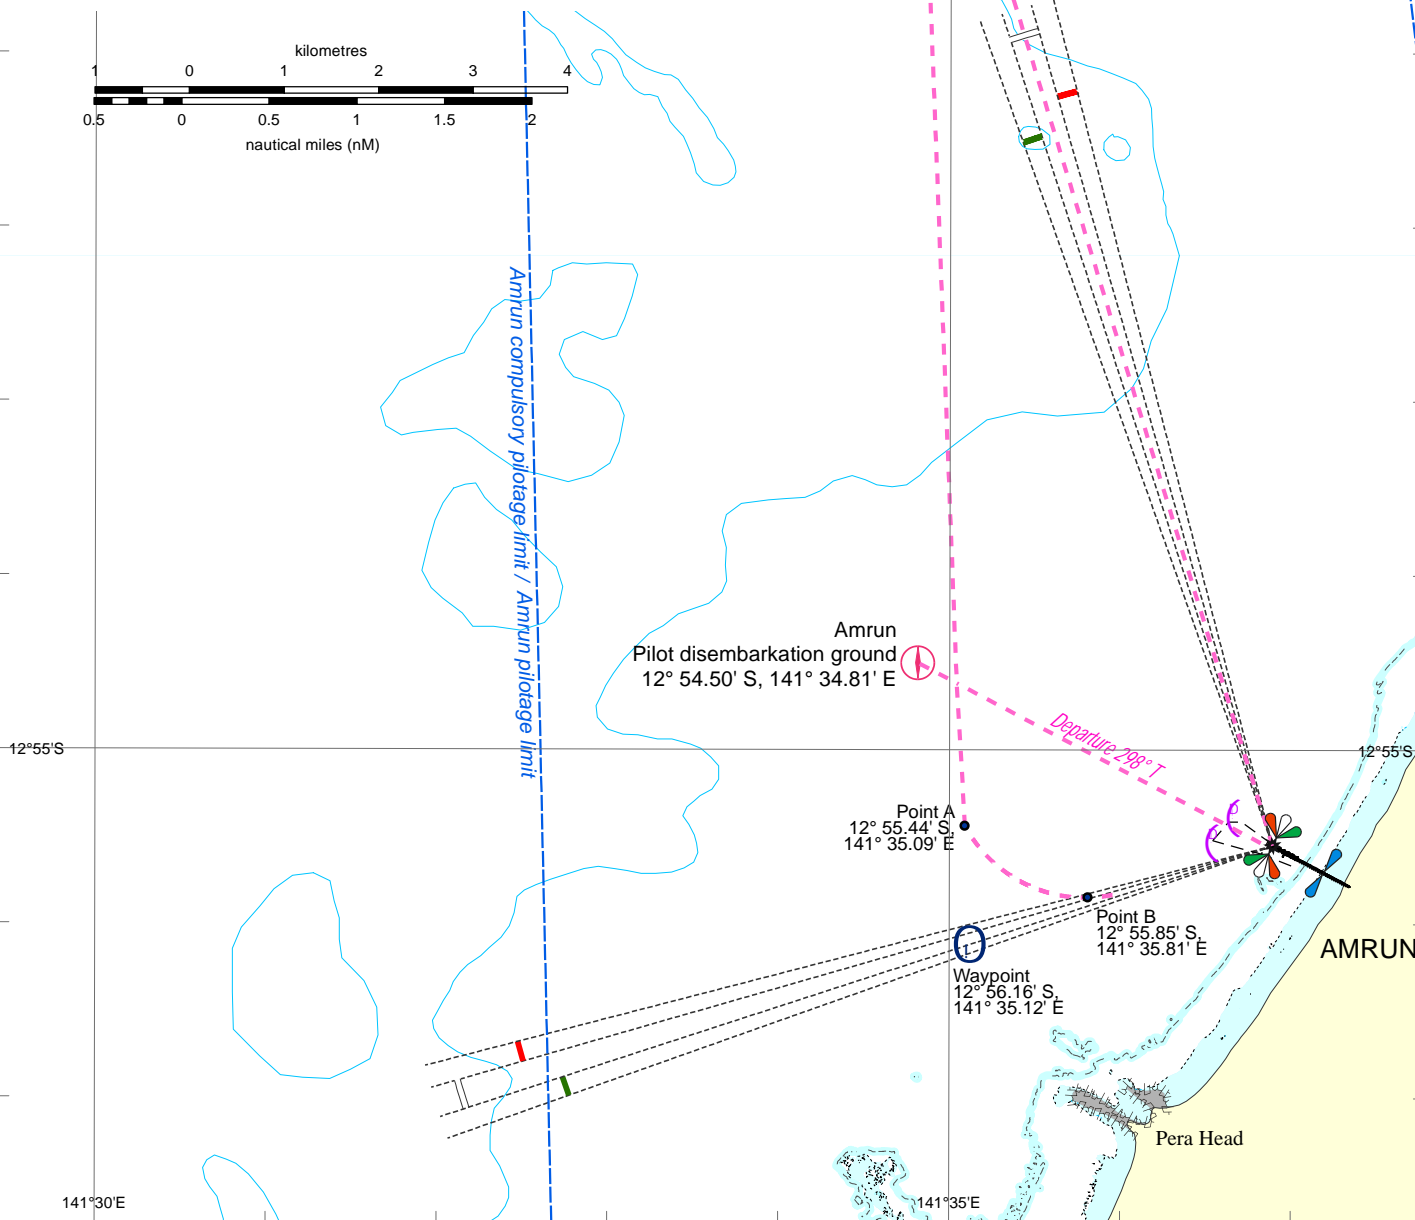 kilometres
1 0 1 2 3 4
0.5 0 0.5 1 1.5 2
nautical miles (nM)
Amrun compulsory pilotage limit / Amrun pilotage limit
Amrun
Pilot disembarkation ground
12° 54.50' S, 141° 34.81' E
Departure 298° T
12°55'S
12°55'S
Point A
12° 55.44' S,
141° 35.09' E
Point B
12° 55.85' S,
141° 35.81' E
AMRUN
Waypoint
12° 56.16' S,
141° 35.12' E
Pera Head
141°30'E
141°35'E